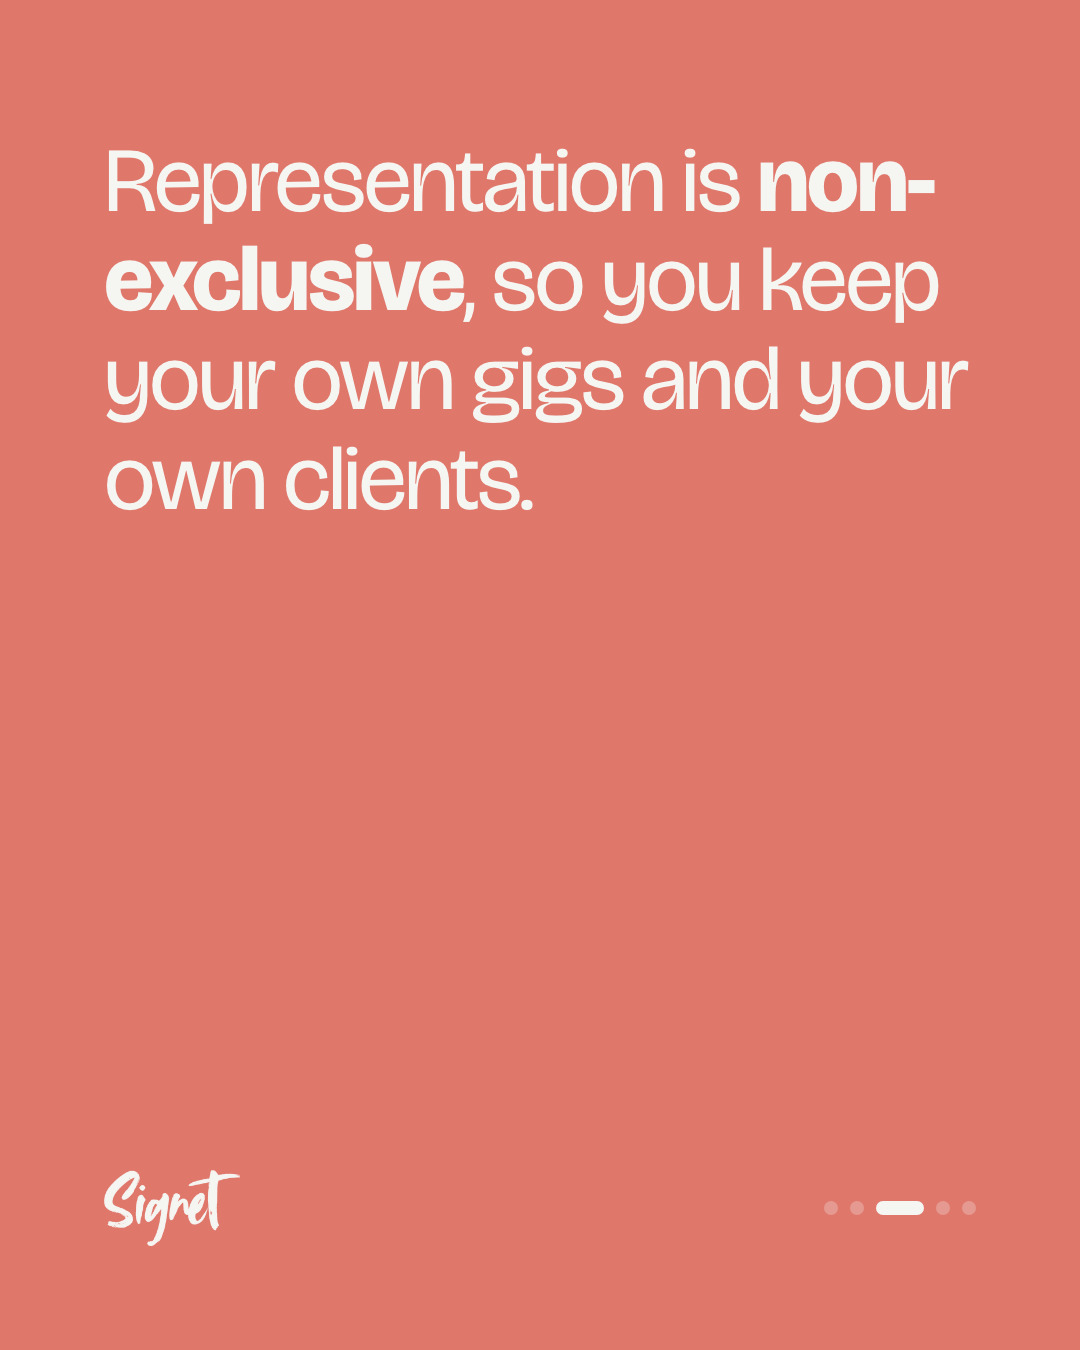 Representation is non-
exclusive, so you keep
your own gigs and your
own clients.
Signet